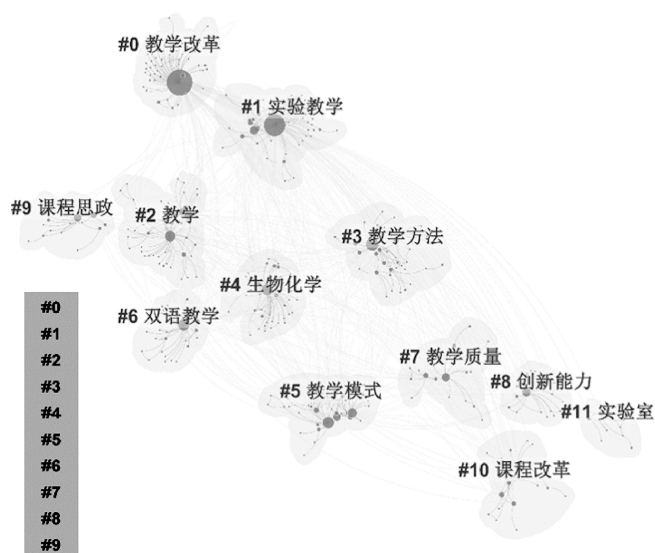 #0 教学改革
#1 实验教学
#9 课程思政
#2 教学
#3 教学方法
#4 生物化学
#6 双语教学
#7 教学质量
#8 创新能力
#5 教学模式
#11 实验室
#10 课程改革
#0
#1
#2
#3
#4
#5
#6
#7
#8
#9